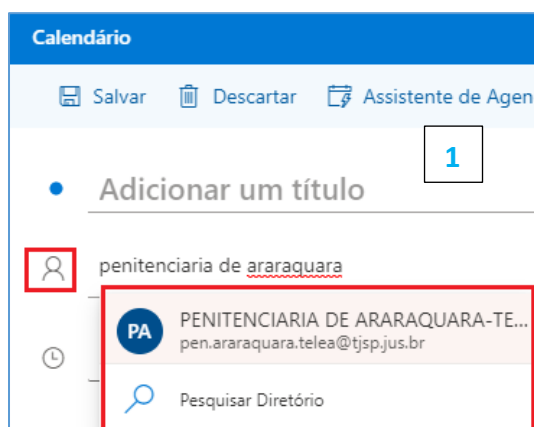 Calendário
Salvar Descartar Assistente de Agen
1
Adicionar um título
penitenciaria de araraquara
PA PENITENCIARIA DE ARARAQUARA-TE...
pen.araraquara.telea@tjsp.jus.br
Pesquisar Diretório